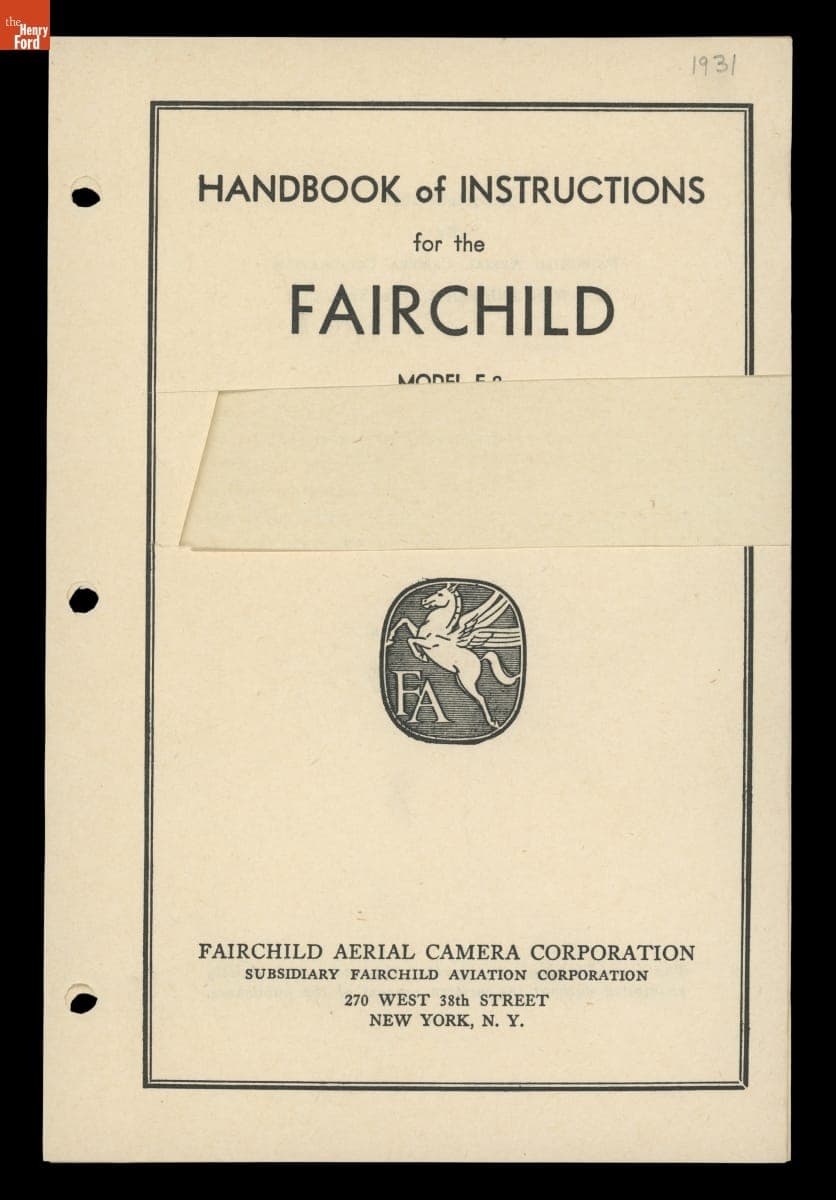 the
Henry
Ford
1931
HANDBOOK of INSTRUCTIONS
for the
FAIRCHILD
MODEL
FA
FAIRCHILD AERIAL CAMERA CORPORATION
SUBSIDIARY FAIRCHILD AVIATION CORPORATION
270 WEST 38th STREET
NEW YORK, N. Y.